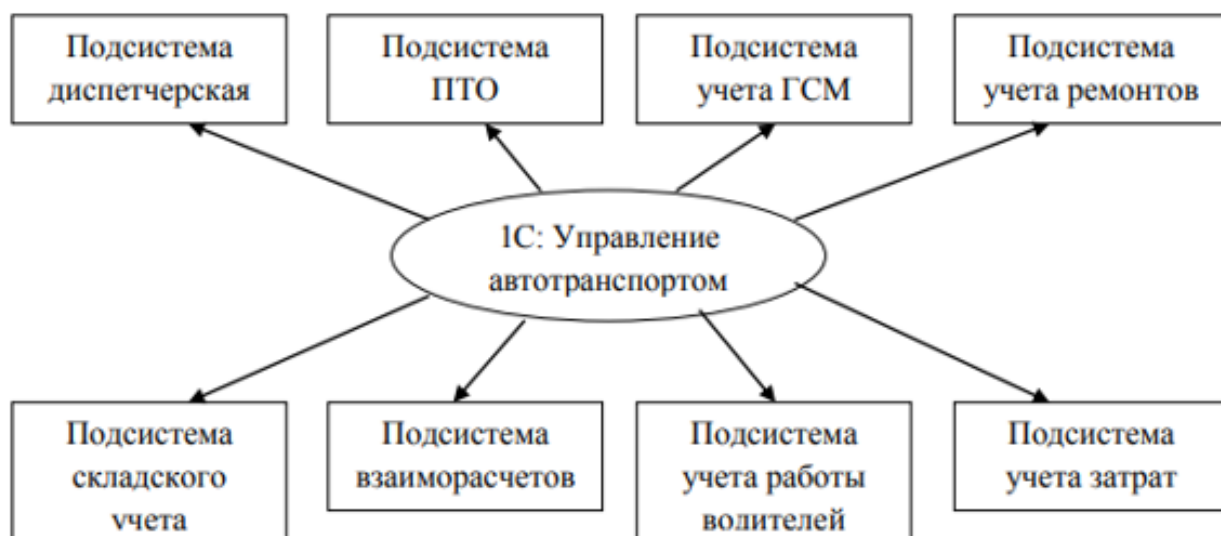 Подсистема
диспетчерская
Подсистема
ПТО
Подсистема
учета ГСМ
Подсистема
учета ремонтов
1С: Управление
автотранспортом
Подсистема
складского
учета
Подсистема
взаиморасчетов
Подсистема
учета работы
водителей
Подсистема
учета затрат